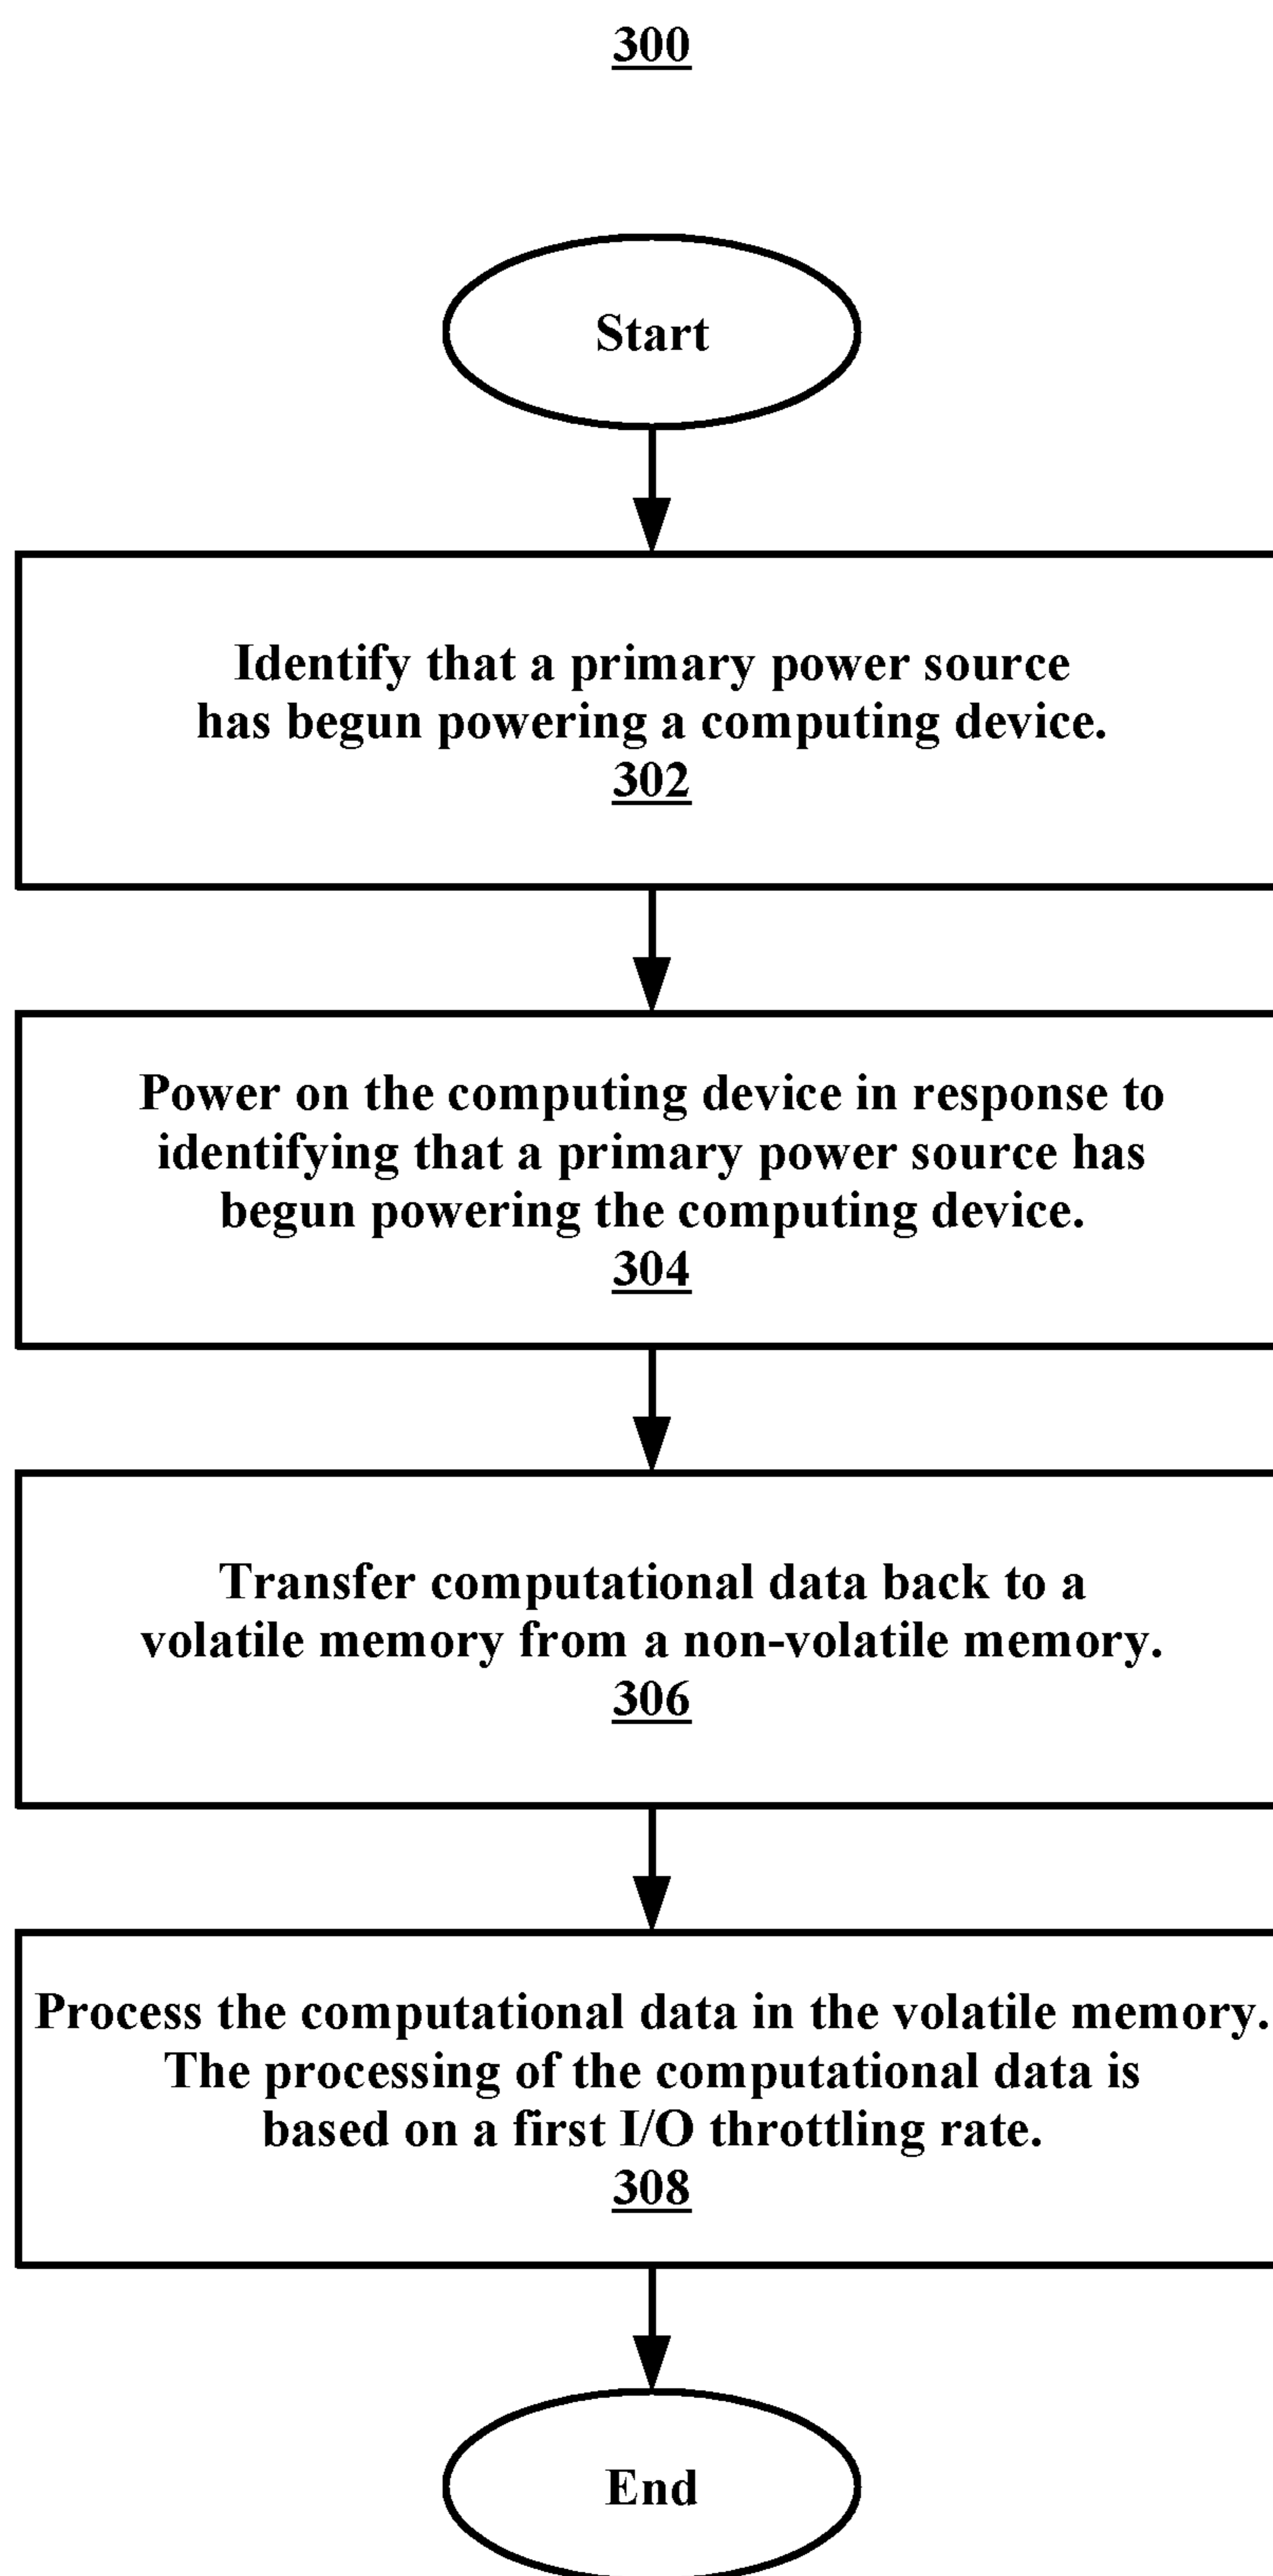 300
Start
Identify that a primary power source
has begun powering a computing device.
302
Power on the computing device in response to
identifying that a primary power source has
begun powering the computing device.
304
Transfer computational data back to a
volatile memory from a non-volatile memory.
306
Process the computational data in the volatile memory.
The processing of the computational data is
based on a first I/O throttling rate.
308
End